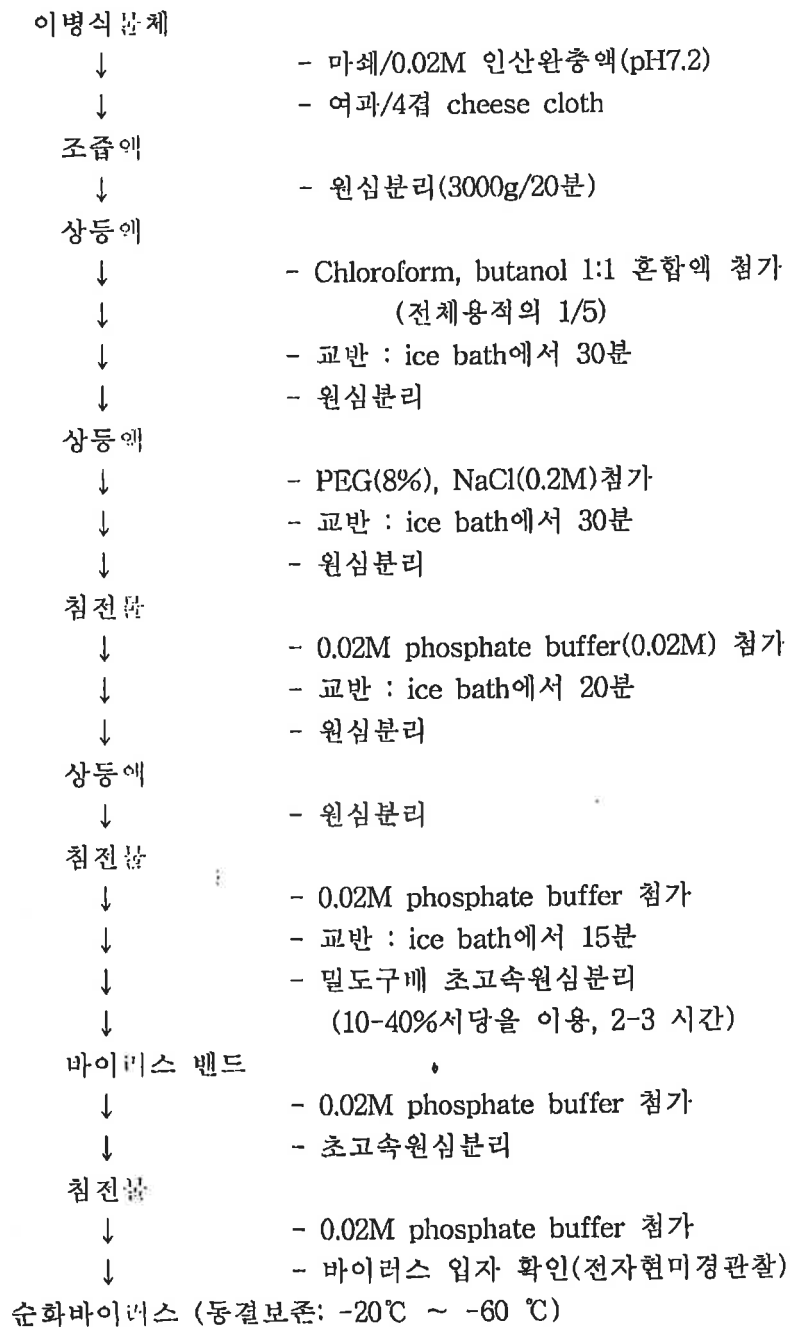 이병식물체
↓ - 마쇄/0.02M 인산완충액(pH7.2)
↓ - 여과/4겹 cheese cloth
조즙액
↓ - 원심분리(3000g/20분)
상등액
↓ - Chloroform, butanol 1:1 혼합액 첨가
↓ (전체용적의 1/5)
↓ - 교반 : ice bath에서 30분
↓ - 원심분리
상등액
↓ - PEG(8%), NaCl(0.2M)첨가
↓ - 교반 : ice bath에서 30분
↓ - 원심분리
침전물
↓ - 0.02M phosphate buffer(0.02M) 첨가
↓ - 교반 : ice bath에서 20분
↓ - 원심분리
상등액
↓ - 원심분리
침전물
↓ - 0.02M phosphate buffer 첨가
↓ - 교반 : ice bath에서 15분
↓ - 밀도구배 초고속원심분리
↓ (10-40%서당을 이용, 2-3 시간)
바이러스 밴드
↓ - 0.02M phosphate buffer 첨가
↓ - 초고속원심분리
침전물
↓ - 0.02M phosphate buffer 첨가
↓ - 바이러스 입자 확인(전자현미경관찰)
순화바이러스 (동결보존: -20℃ ~ -60 ℃)